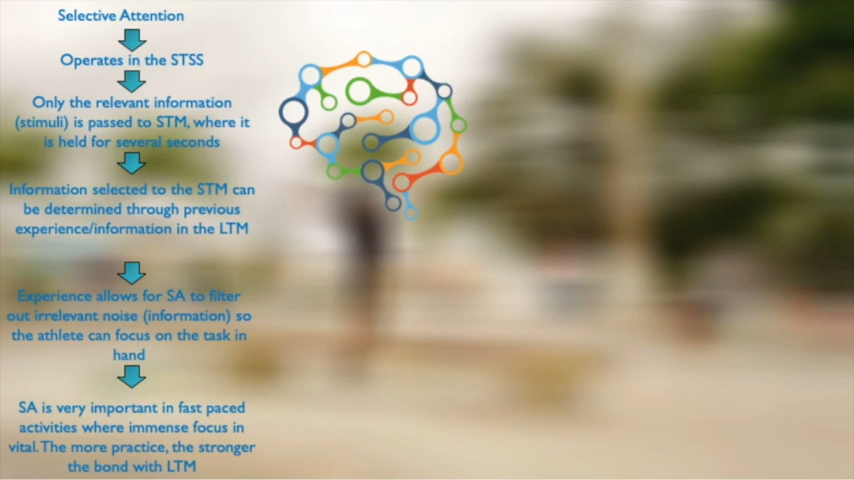 Selective Attention
Operates in the STSS
Only the relevant information
(stimuli) is passed to STM, where it
is held for several seconds
Information selected to the STM can
be determined through previous
experience/information in the LTM
Experience allows for SA to filter
out irrelevant noise (information) so
the athlete can focus on the task in
hand
SA is very important in fast paced
activities where immense focus in
vital. The more practice, the stronger
the bond with LTM